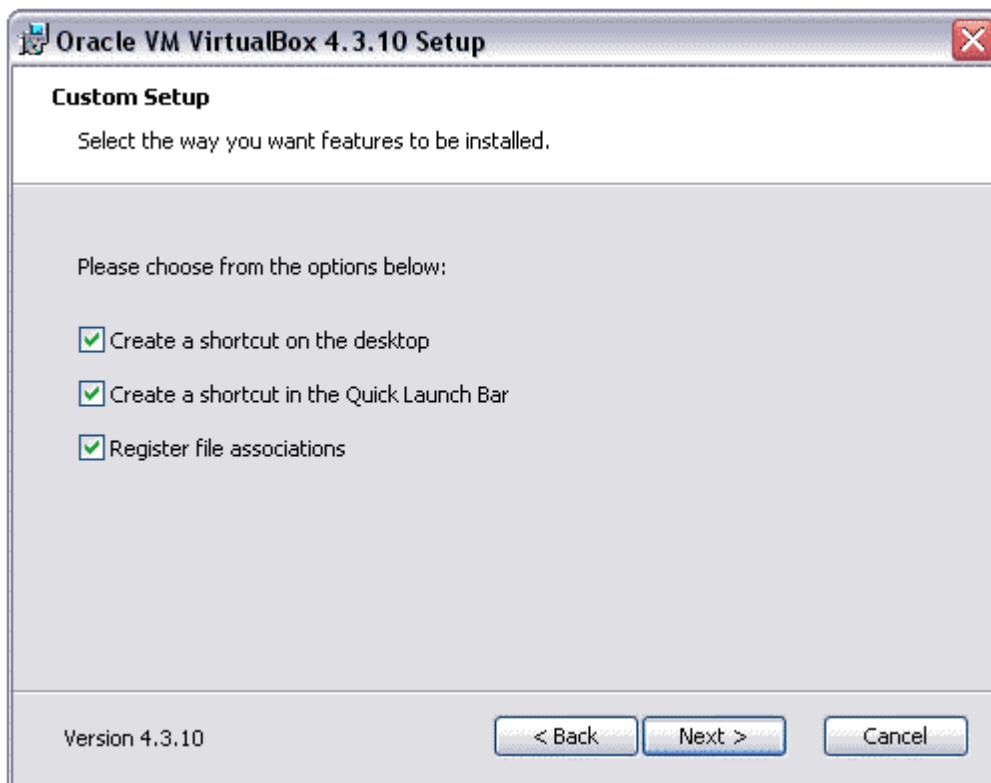 Oracle VM VirtualBox 4.3.10 Setup
Custom Setup
Select the way you want features to be installed.
Please choose from the options below:
Create a shortcut on the desktop
Create a shortcut in the Quick Launch Bar
Register file associations
Version 4.3.10
< Back
Next >
Cancel